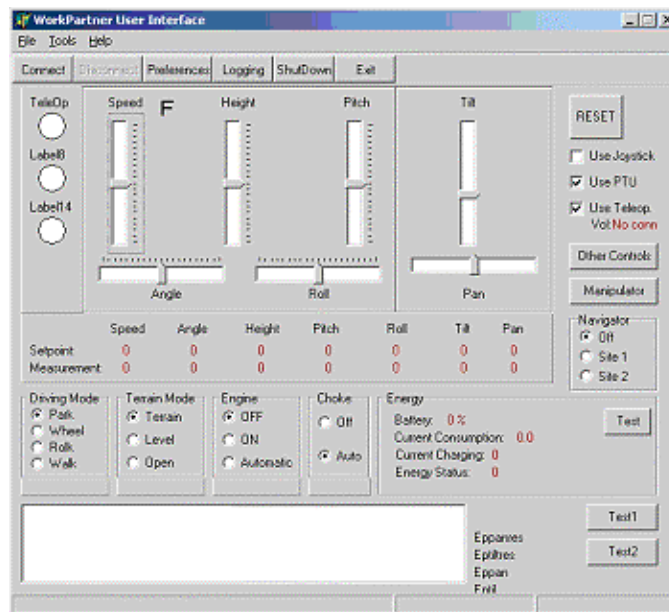 WorkPartner User Interface
File Tools Help
Connect Disconnect Preferences Logging ShutDown Exit
TeleOp Speed F Height Pitch Tilt
RESET
Label8
Use Joystick
Use PTU
Label14
Use Teleop.
Vol: No conn
Other Controls
Angle Roll Pan
Manipulator
Speed Angle Height Pitch Roll Tilt Pan
Setpoint 0 0 0 0 0 0 0
Measurement 0 0 0 0 0 0 0
Navigator
Off
Site 1
Site 2
Driving Mode
Park
Wheel
Rolk
Walk
Terrain Mode
Terrain
Level
Open
Engine
OFF
ON
Automatic
Choke
Off
Auto
Energy
Battery: 0 %
Current Consumption: 0.0
Current Charging: 0
Energy Status: 0
Test
Test1
Test2
Eppanres
Eptiltres
Eppan